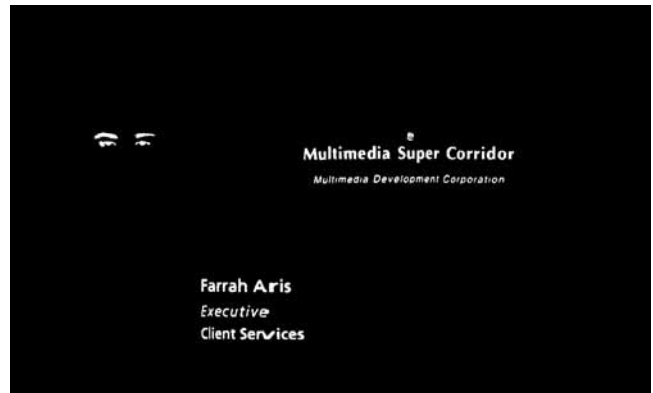 e
Multimedia Super Corridor
Multimedia Development Corporation
Farrah Aris
Executive
Client Services